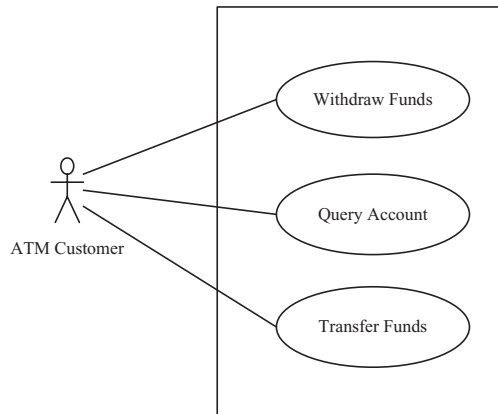 Withdraw Funds
Query Account
ATM Customer
Transfer Funds